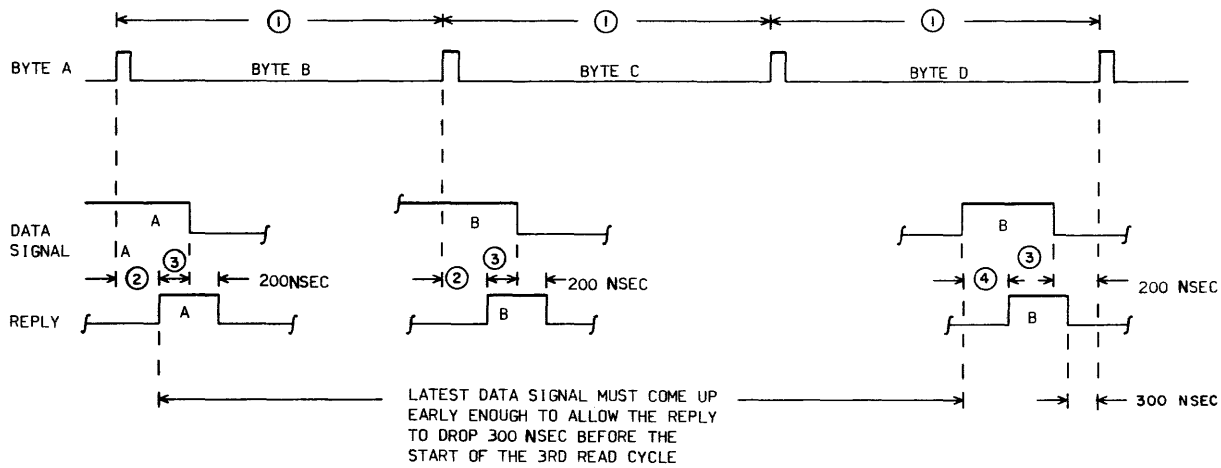 ① ① ①
BYTE A BYTE B BYTE C BYTE D
A B B
DATA
SIGNAL
A
② ③ 200NSEC ② ③ 200 NSEC ④ ③ 200 NSEC
REPLY A B B
LATEST DATA SIGNAL MUST COME UP
EARLY ENOUGH TO ALLOW THE REPLY
TO DROP 300 NSEC BEFORE THE
START OF THE 3RD READ CYCLE
300 NSEC